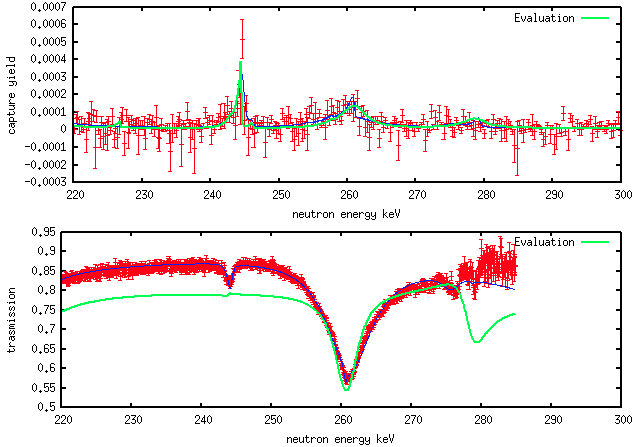 0.0007
0.0006
0.0005
0.0004
0.0003
0.0002
0.0001
0
-0.0001
-0.0002
-0.0003
capture yield
Evaluation
220 230 240 250 260 270 280 290 300
neutron energy keV
0.95
0.9
0.85
0.8
0.75
0.7
0.65
0.6
0.55
0.5
trasmission
Evaluation
220 230 240 250 260 270 280 290 300
neutron energy keV